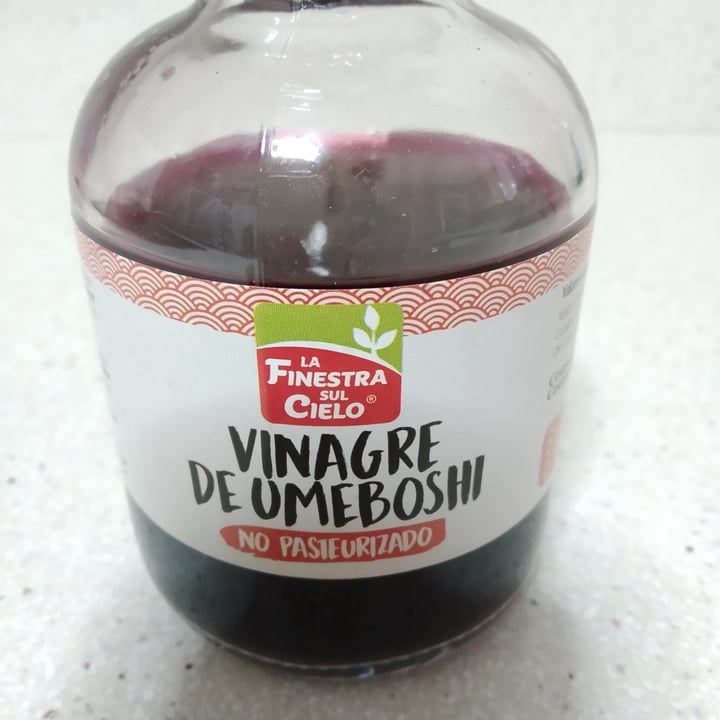 LA
FINESTRA
SUL
CIELO®
VINAGRE
DE UMEBOSHI
NO PASTEURIZADO